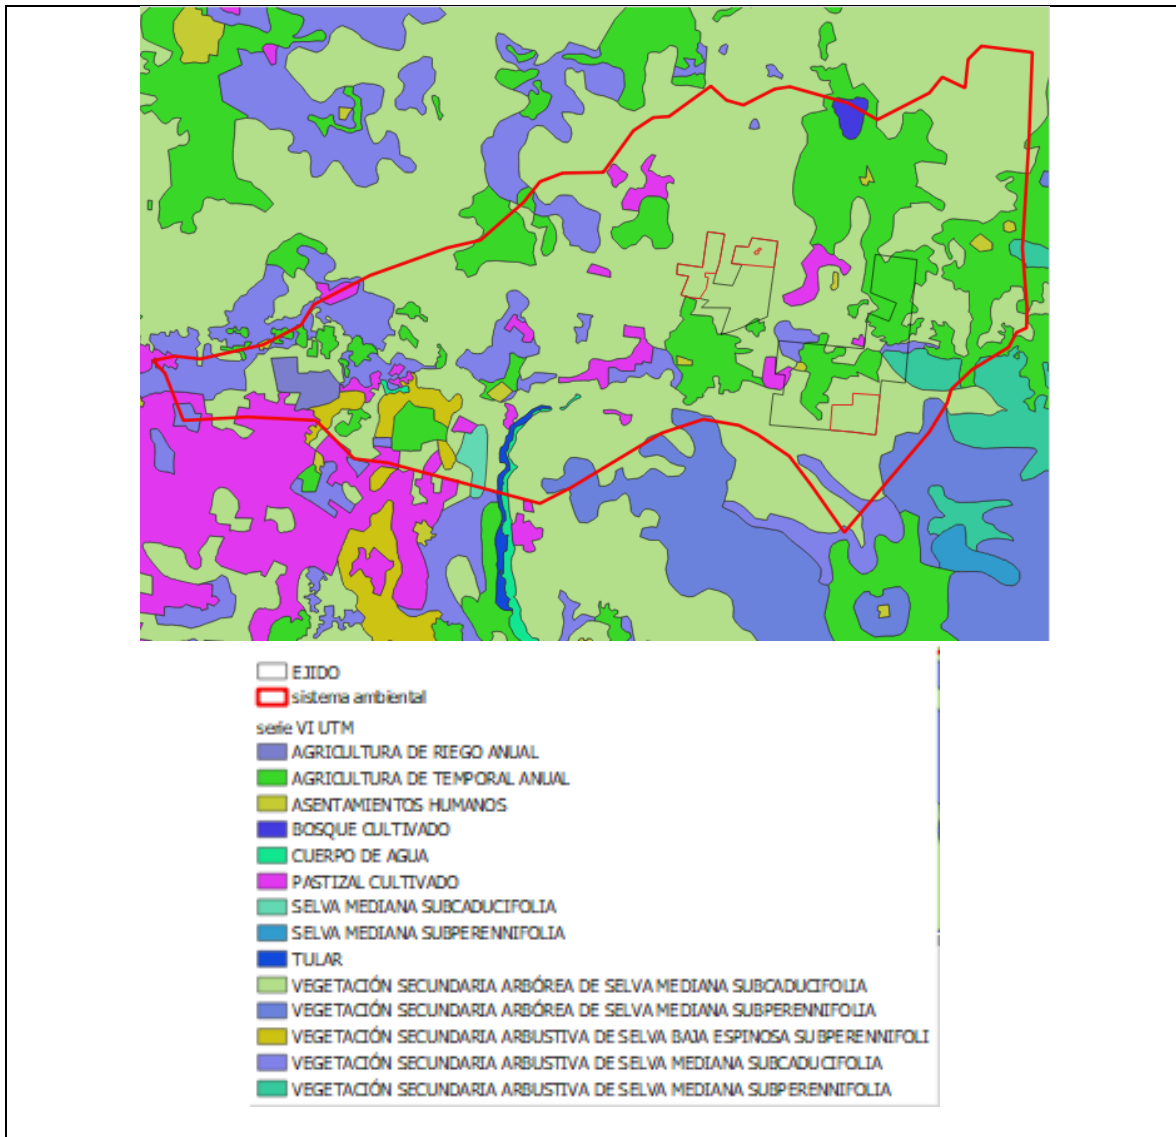 EJIDO
sistema ambiental
serie VI UTM
AGRICULTURA DE RIEGO ANUAL
AGRICULTURA DE TEMPORAL ANUAL
ASENTAMIENTOS HUMANOS
BOSQUE CULTIVADO
CUERPO DE AGUA
PASTIZAL CULTIVADO
SELVA MEDIANA SUBCADUCIFOLIA
SELVA MEDIANA SUBPERENNIFOLIA
TULAR
VEGETACIÓN SECUNDARIA ARBÓREA DE SELVA MEDIANA SUBCADUCIFOLIA
VEGETACIÓN SECUNDARIA ARBÓREA DE SELVA MEDIANA SUBPERENNIFOLIA
VEGETACIÓN SECUNDARIA ARBUSTIVA DE SELVA BAJA ESPINOSA SUBPERENNIFOLI
VEGETACIÓN SECUNDARIA ARBUSTIVA DE SELVA MEDIANA SUBCADUCIFOLIA
VEGETACIÓN SECUNDARIA ARBUSTIVA DE SELVA MEDIANA SUBPERENNIFOLIA